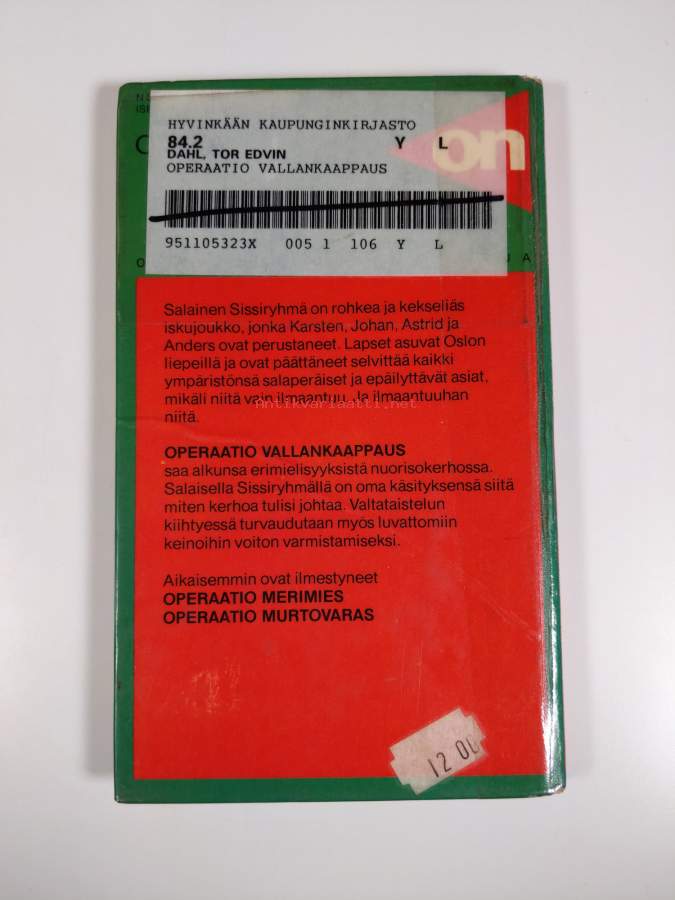 HYVINKÄÄN KAUPUNGINKIRJASTO
84.2 Y L
DAHL, TOR EDVIN
OPERAATIO VALLANKAAPPAUS
on
951105323X 005 1 106 Y L
Salainen Sissiryhmä on rohkea ja kekseliäs
iskujoukko, jonka Karsten, Johan, Astrid ja
Anders ovat perustaneet. Lapset asuvat Oslon
liepeillä ja ovat päättäneet selvittää kaikki
ympäristönsä salaperäiset ja epäilyttävät asiat,
mikäli niitä vain ilmaantuu. Ja ilmaantuuhan
niitä.
Antikvariaatti.net
OPERAATIO VALLANKAAPPAUS
saa alkunsa erimielisyyksistä nuorisokerhossa.
Salaisella Sissiryhmällä on oma käsityksensä siitä
miten kerhoa tulisi johtaa. Valtataistelun
kiihtyessä turvaudutaan myös luvattomiin
keinoihin voiton varmistamiseksi.
Aikaisemmin ovat ilmestyneet
OPERAATIO MERIMIES
OPERAATIO MURTOVARAS
12 00